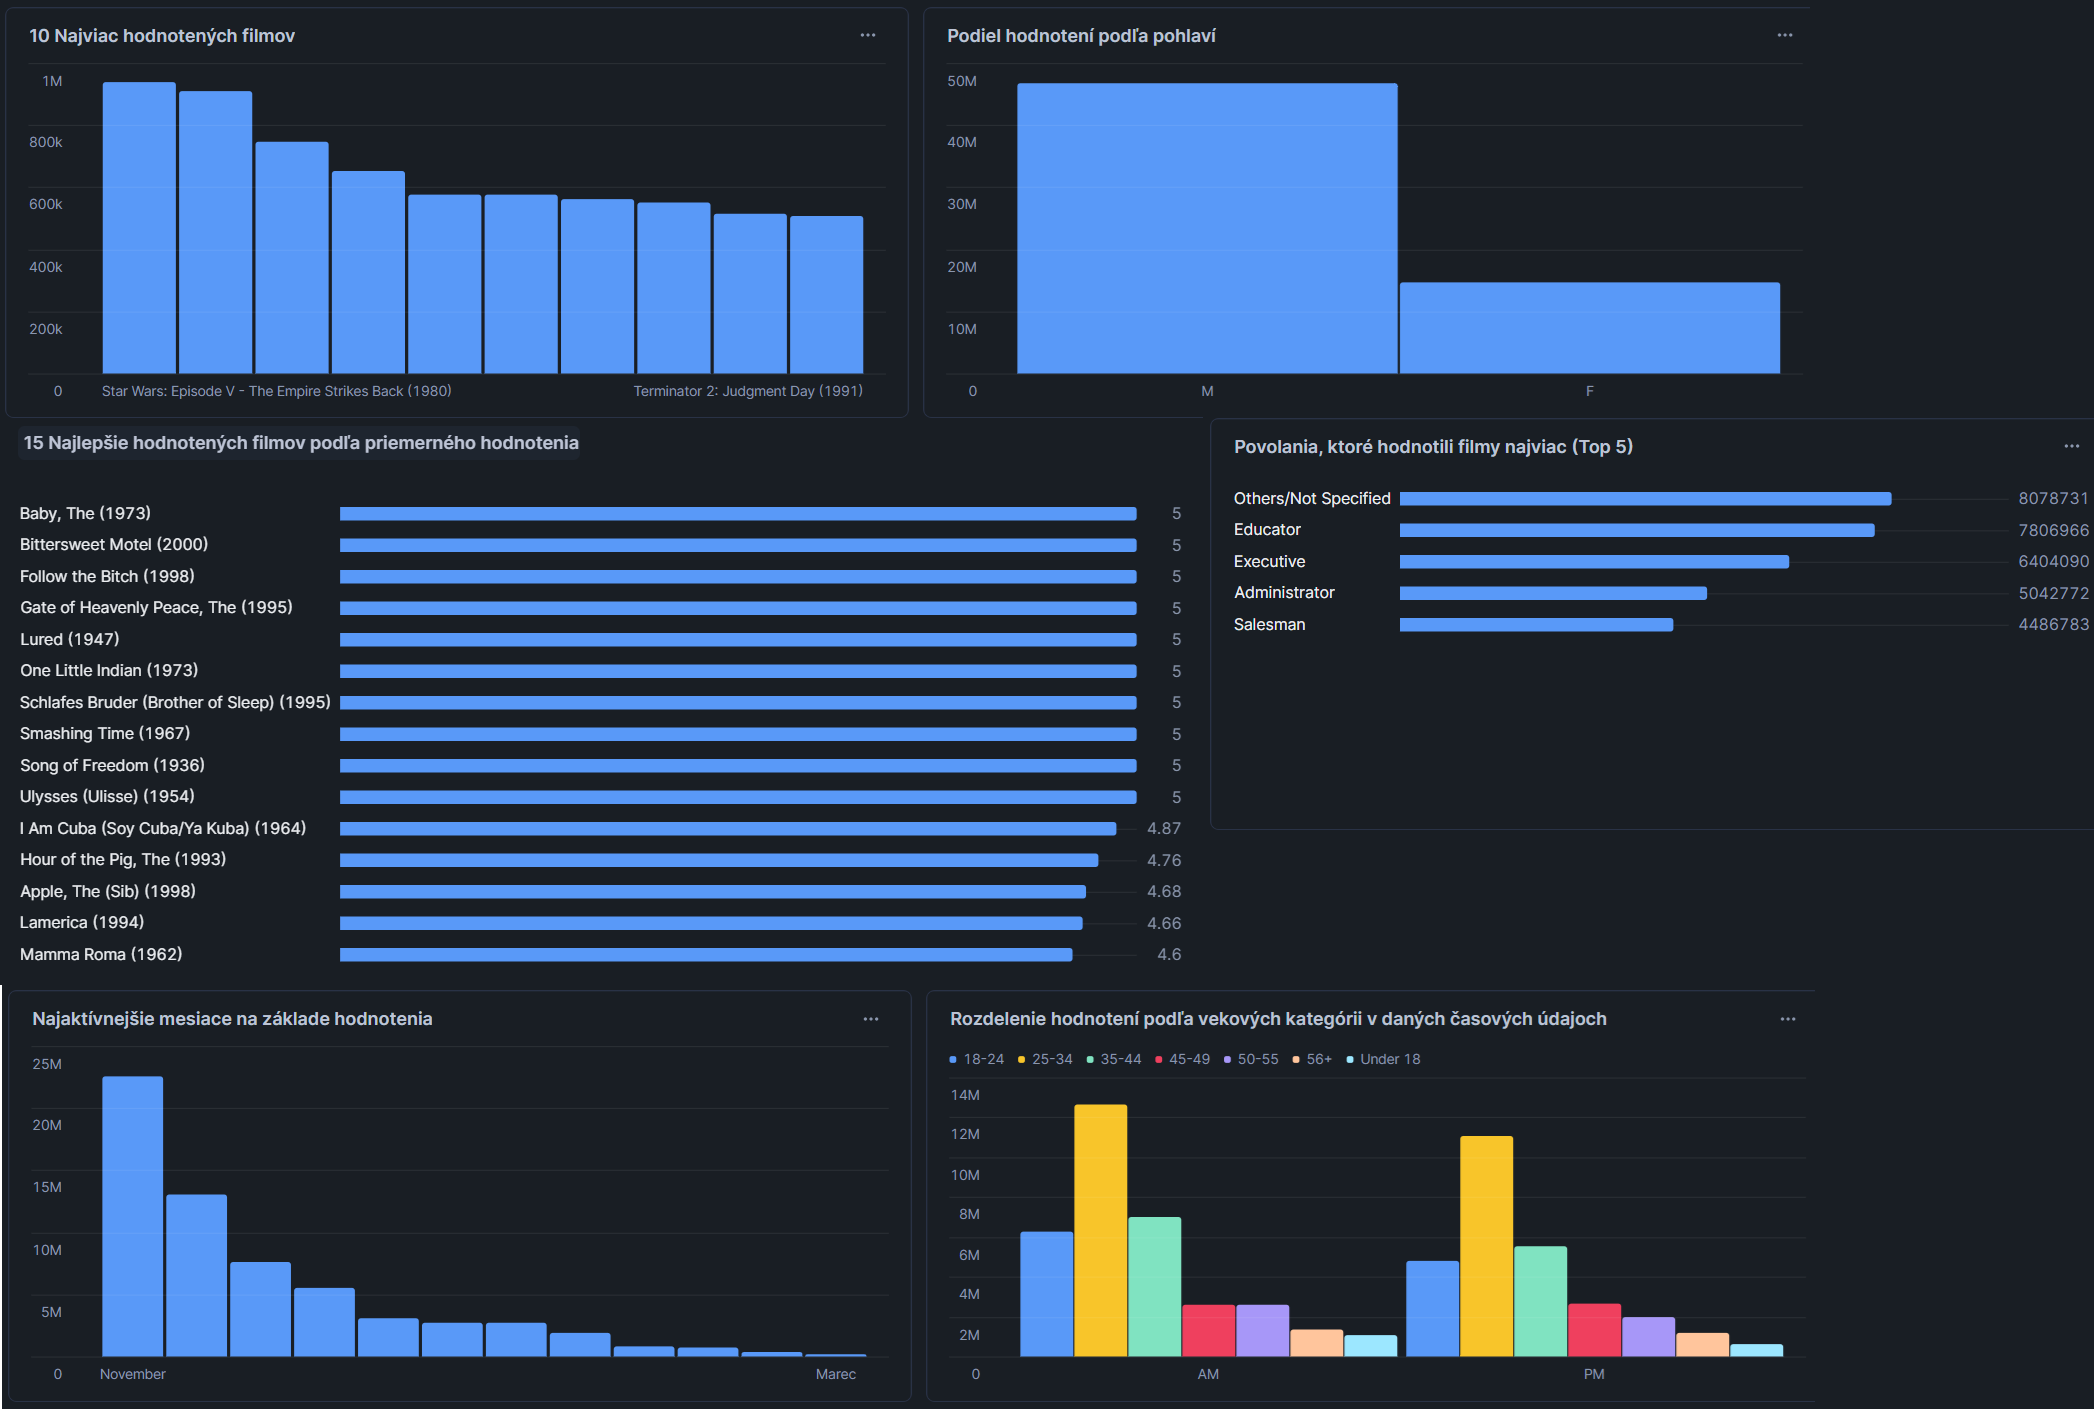 10 Najviac hodnotených filmov
1M
800k
600k
400k
200k
0
Star Wars: Episode V - The Empire Strikes Back (1980)
Terminator 2: Judgment Day (1991)
Podiel hodnotení podľa pohlaví
50M
40M
30M
20M
10M
0
M
F
15 Najlepšie hodnotených filmov podľa priemerného hodnotenia
Baby, The (1973) 5
Bittersweet Motel (2000) 5
Follow the Bitch (1998) 5
Gate of Heavenly Peace, The (1995) 5
Lured (1947) 5
One Little Indian (1973) 5
Schlafes Bruder (Brother of Sleep) (1995) 5
Smashing Time (1967) 5
Song of Freedom (1936) 5
Ulysses (Ulisse) (1954) 5
I Am Cuba (Soy Cuba/Ya Kuba) (1964) 4.87
Hour of the Pig, The (1993) 4.76
Apple, The (Sib) (1998) 4.68
Lamerica (1994) 4.66
Mamma Roma (1962) 4.6
Povolania, ktoré hodnotili filmy najviac (Top 5)
Others/Not Specified 8078731
Educator 7806966
Executive 6404090
Administrator 5042772
Salesman 4486783
Najaktívnejšie mesiace na základe hodnotenia
25M
20M
15M
10M
5M
0
November
Marec
Rozdelenie hodnotení podľa vekových kategórii v daných časových údajoch
18-24 25-34 35-44 45-49 50-55 56+ Under 18
14M
12M
10M
8M
6M
4M
2M
0
AM
PM